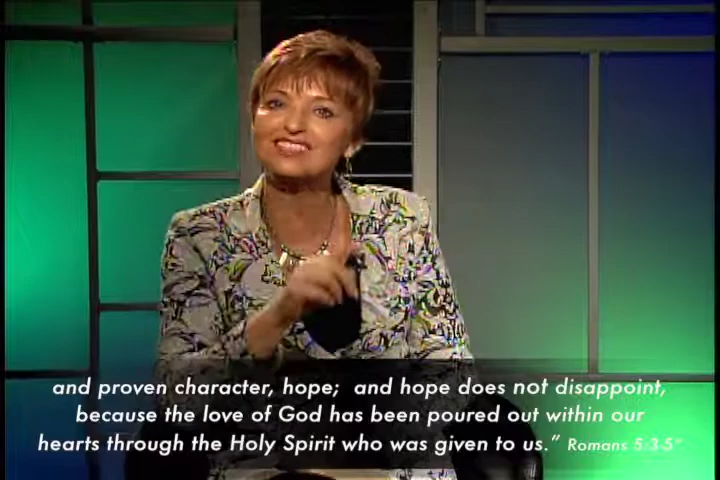 and proven character, hope; and hope does not disappoint,
because the love of God has been poured out within our
hearts through the Holy Spirit who was given to us.” Romans 5:3-5